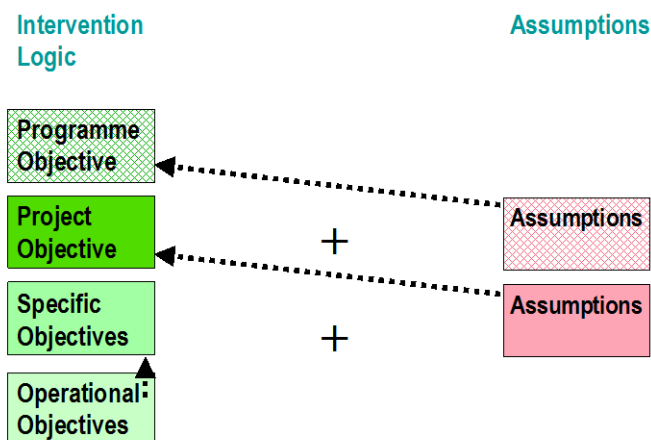 Intervention
Logic
Assumptions
Programme
Objective
Project
Objective
+
Assumptions
Specific
Objectives
+
Assumptions
Operational
Objectives